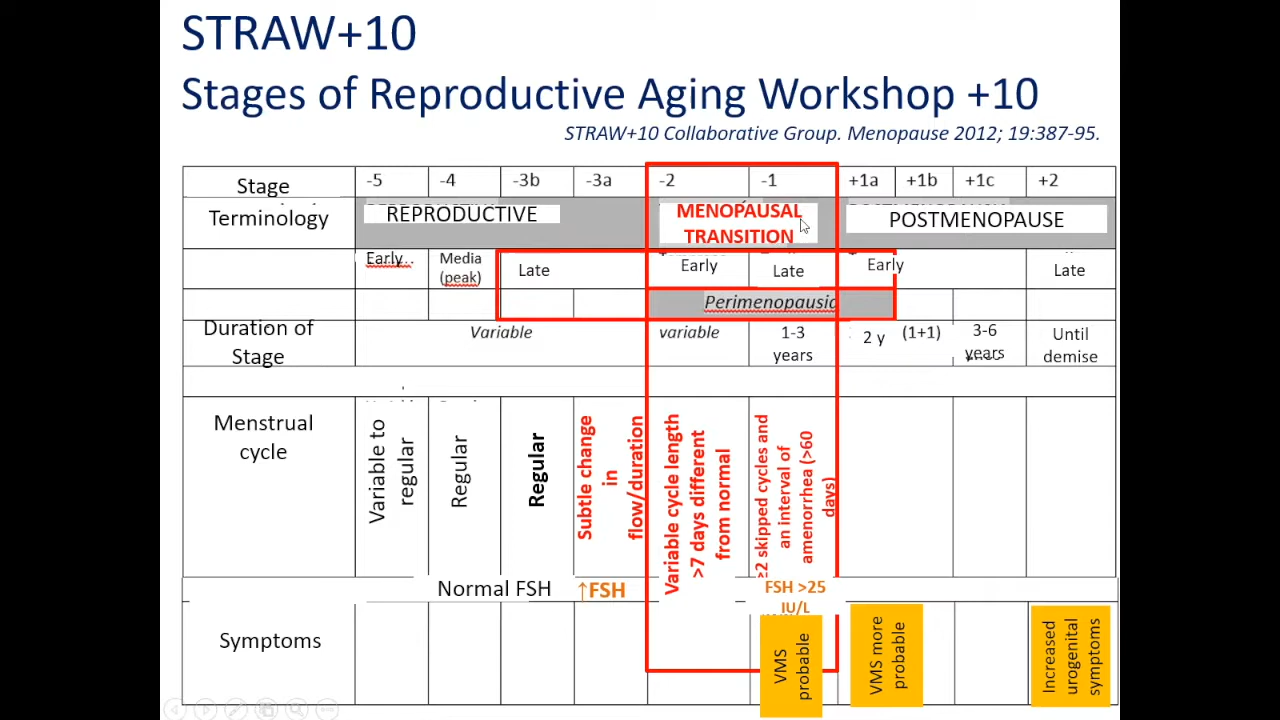 STRAW+10
Stages of Reproductive Aging Workshop +10
STRAW+10 Collaborative Group. Menopause 2012; 19:387-95.
Stage -5 -4 -3b -3a -2 -1 +1a +1b +1c +2
Terminology REPRODUCTIVE MENOPAUSAL TRANSITION POSTMENOPAUSE
Early Media (peak) Late Early Late Early Late
Perimenopausia
Duration of Stage Variable variable 1-3 years 2 y (1+1) 3-6 years Until demise
Menstrual cycle
Variable to regular
Regular
Regular
Subtle change in flow/duration
Variable cycle length >7 days different from normal
≥2 skipped cycles and an interval of amenorrhea (>60 days)
Normal FSH ↑FSH FSH >25 IU/L
Symptoms
VMS probable
VMS more probable
Increased urogenital symptoms